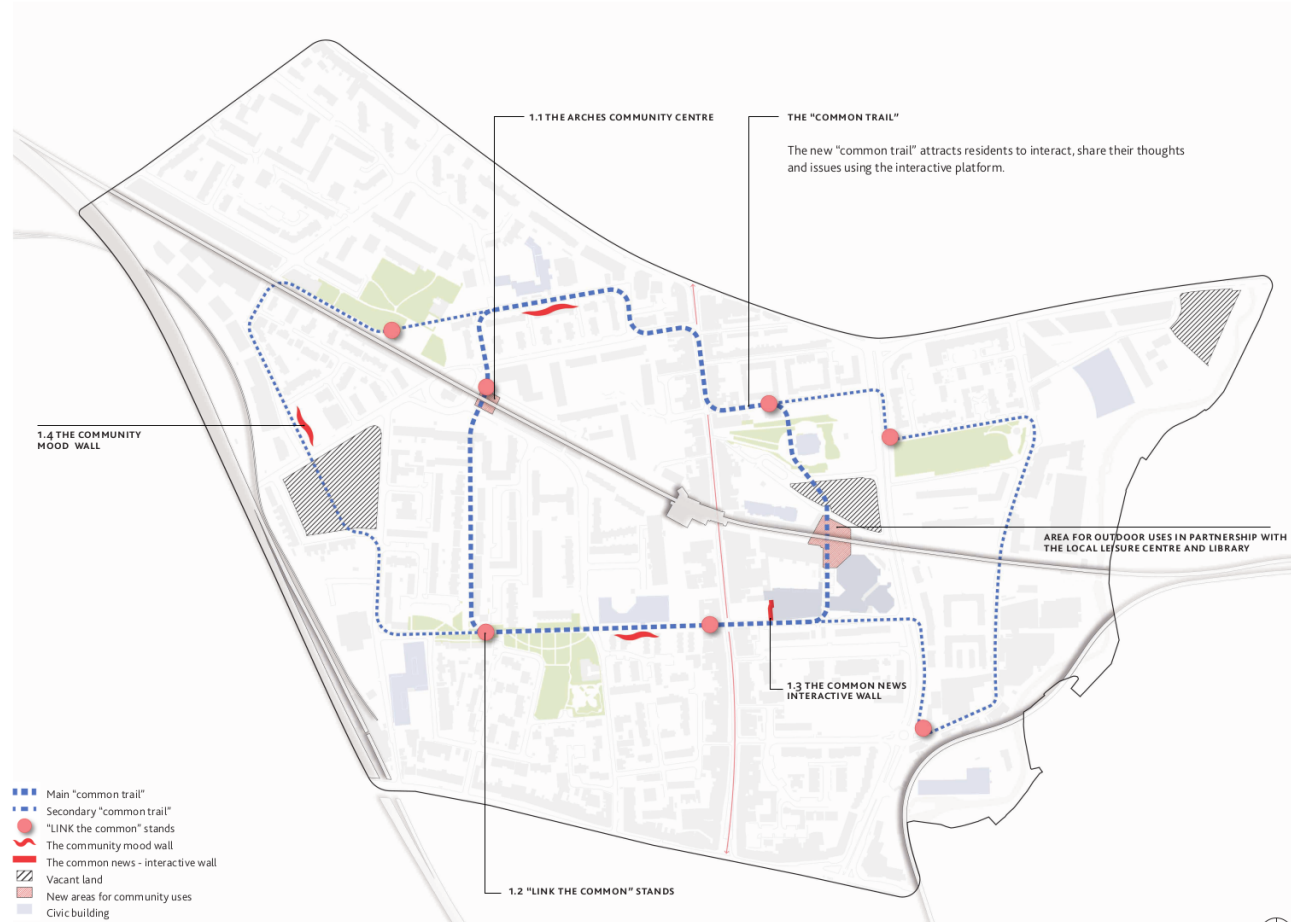 1.1 THE ARCHES COMMUNITY CENTRE
THE “COMMON TRAIL”
The new “common trail” attracts residents to interact, share their thoughts
and issues using the interactive platform.
1.4 THE COMMUNITY
MOOD WALL
AREA FOR OUTDOOR USES IN PARTNERSHIP WITH
THE LOCAL LEISURE CENTRE AND LIBRARY
1.3 THE COMMON NEWS
INTERACTIVE WALL
1.2 “LINK THE COMMON” STANDS
Main “common trail”
Secondary “common trail”
“LINK the common” stands
The community mood wall
The common news - interactive wall
Vacant land
New areas for community uses
Civic building